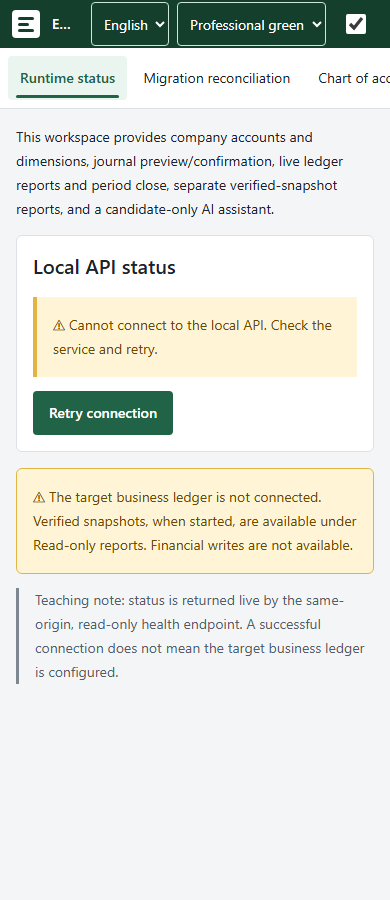 E...
English
Professional green
Runtime status
Migration reconciliation
Chart of acc
This workspace provides company accounts and
dimensions, journal preview/confirmation, live ledger
reports and period close, separate verified-snapshot
reports, and a candidate-only AI assistant.
Local API status
⚠ Cannot connect to the local API. Check the
service and retry.
Retry connection
⚠ The target business ledger is not connected.
Verified snapshots, when started, are available under
Read-only reports. Financial writes are not available.
Teaching note: status is returned live by the same-
origin, read-only health endpoint. A successful
connection does not mean the target business ledger
is configured.